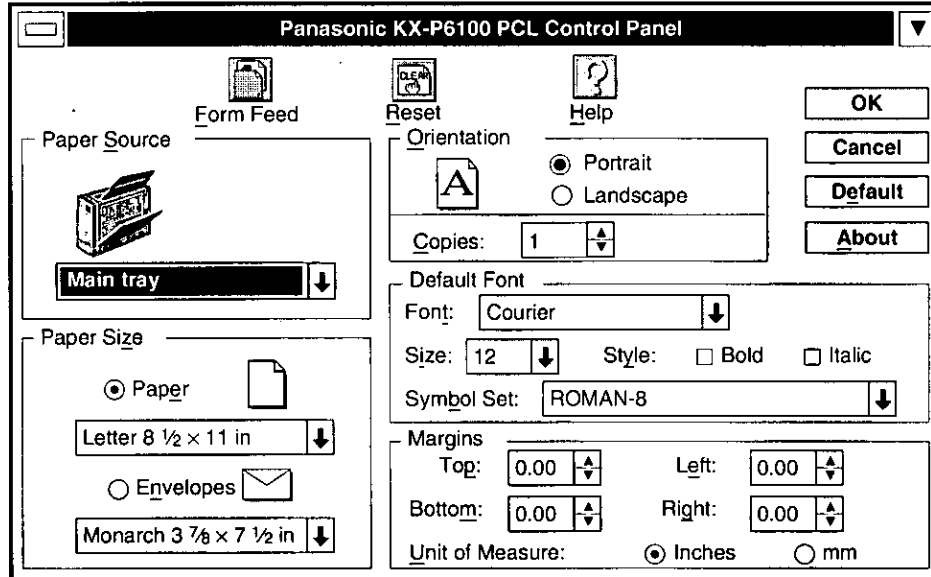 Panasonic KX-P6100 PCL Control Panel
Form Feed
CLEAR
Reset
Help
OK
Cancel
Default
About
Paper Source
Main tray
Orientation
A
Portrait
Landscape
Copies: 1
Default Font
Font: Courier
Size: 12 Style: Bold Italic
Symbol Set: ROMAN-8
Paper Size
Paper
Letter 8 ½ × 11 in
Envelopes
Monarch 3 ⅞ × 7 ½ in
Margins
Top: 0.00 Left: 0.00
Bottom: 0.00 Right: 0.00
Unit of Measure: Inches mm